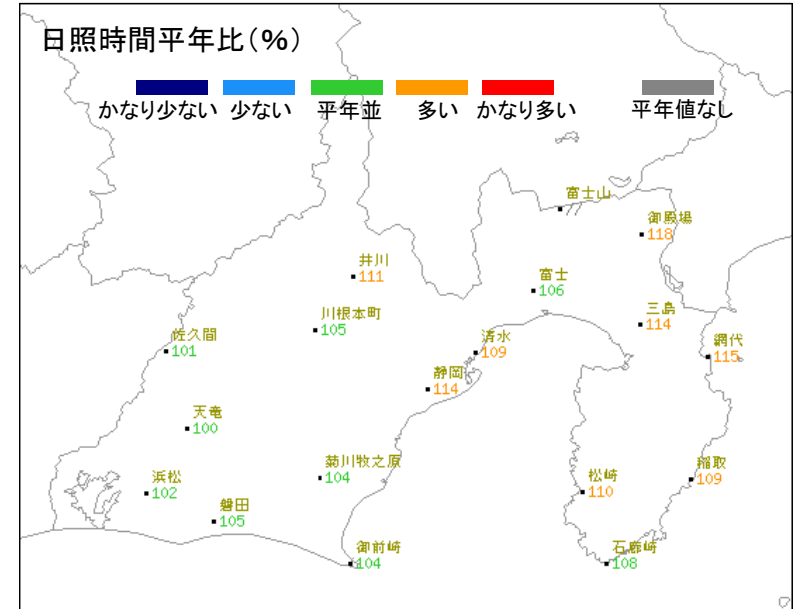 日照時間平年比(%)
かなり少ない 少ない 平年並 多い かなり多い 平年値なし
富士山
御殿場
118
井川
111
富士
106
川根本町
105
三島
114
佐久間
101
清水
109
網代
115
静岡
114
天竜
100
菊川牧之原
104
浜松
102
松崎
110
稲取
109
磐田
105
御前崎
104
石廊崎
108